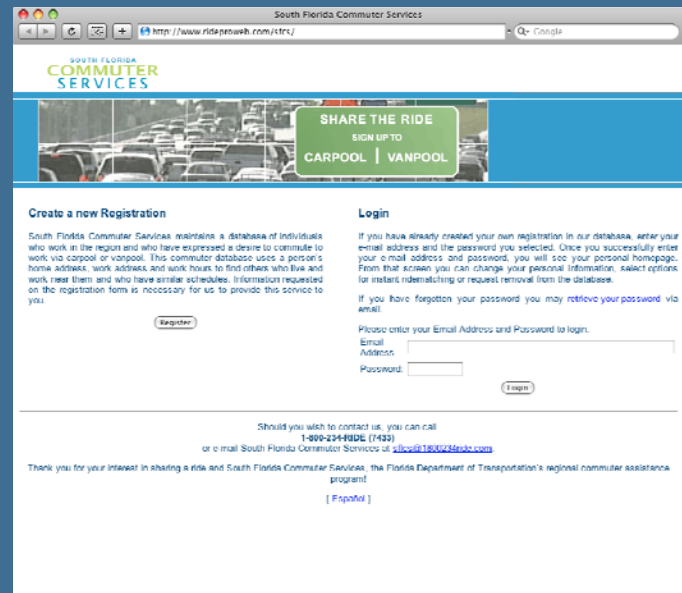 South Florida Commuter Services
http://www.rideproweb.com/sfcs/
Google
SOUTH FLORIDA
COMMUTER
SERVICES
SHARE THE RIDE
SIGN UP TO
CARPOOL | VANPOOL
Create a new Registration
South Florida Commuter Services maintains a database of individuals
who work in the region and who have expressed a desire to commute to
work via carpool or vanpool. This commuter database uses a person's
home address, work address and work hours to find others who live and
work near them and who have similar schedules. Information requested
on the registration form is necessary for us to provide this service to
you.
Register
Login
If you have already created your own registration in our database, enter your
e-mail address and the password you selected. Once you successfully enter
your e-mail address and password, you will see your personal homepage.
From that screen you can change your personal information, select options
for instant ridematching or request removal from the database.
If you have forgotten your password you may retrieve your password via
email.
Please enter your Email Address and Password to login.
Email
Address
Password:
Login
Should you wish to contact us, you can call
1-800-234-RIDE (7433)
or e-mail South Florida Commuter Services at sfcs@1800234ride.com.
Thank you for your interest in sharing a ride and South Florida Commuter Services, the Florida Department of Transportation's regional commuter assistance
program!
[ Español ]